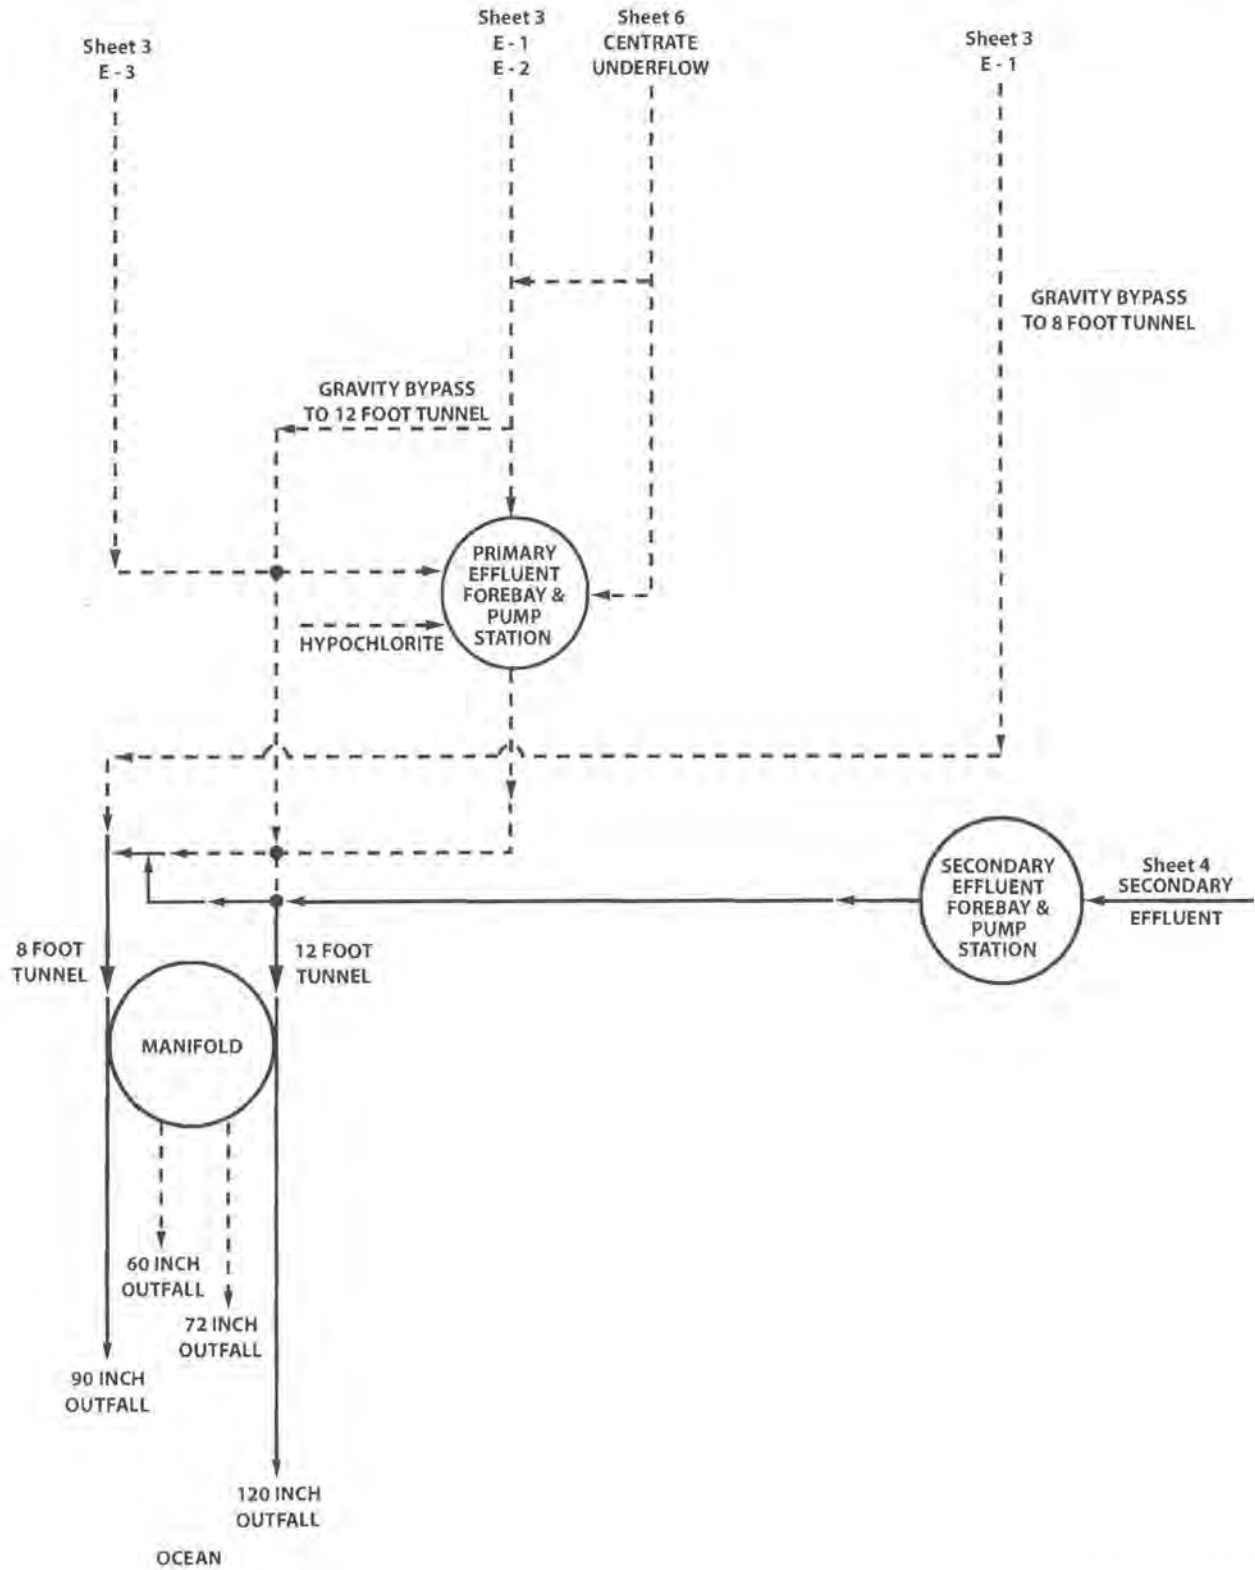 Sheet 3
E - 3
Sheet 3
E - 1
E - 2
Sheet 6
CENTRATE
UNDERFLOW
Sheet 3
E - 1
GRAVITY BYPASS
TO 8 FOOT TUNNEL
GRAVITY BYPASS
TO 12 FOOT TUNNEL
PRIMARY
EFFLUENT
FOREBAY &
PUMP
STATION
HYPOCHLORITE
SECONDARY
EFFLUENT
FOREBAY &
PUMP
STATION
Sheet 4
SECONDARY
EFFLUENT
8 FOOT
TUNNEL
12 FOOT
TUNNEL
MANIFOLD
60 INCH
OUTFALL
72 INCH
OUTFALL
90 INCH
OUTFALL
120 INCH
OUTFALL
OCEAN